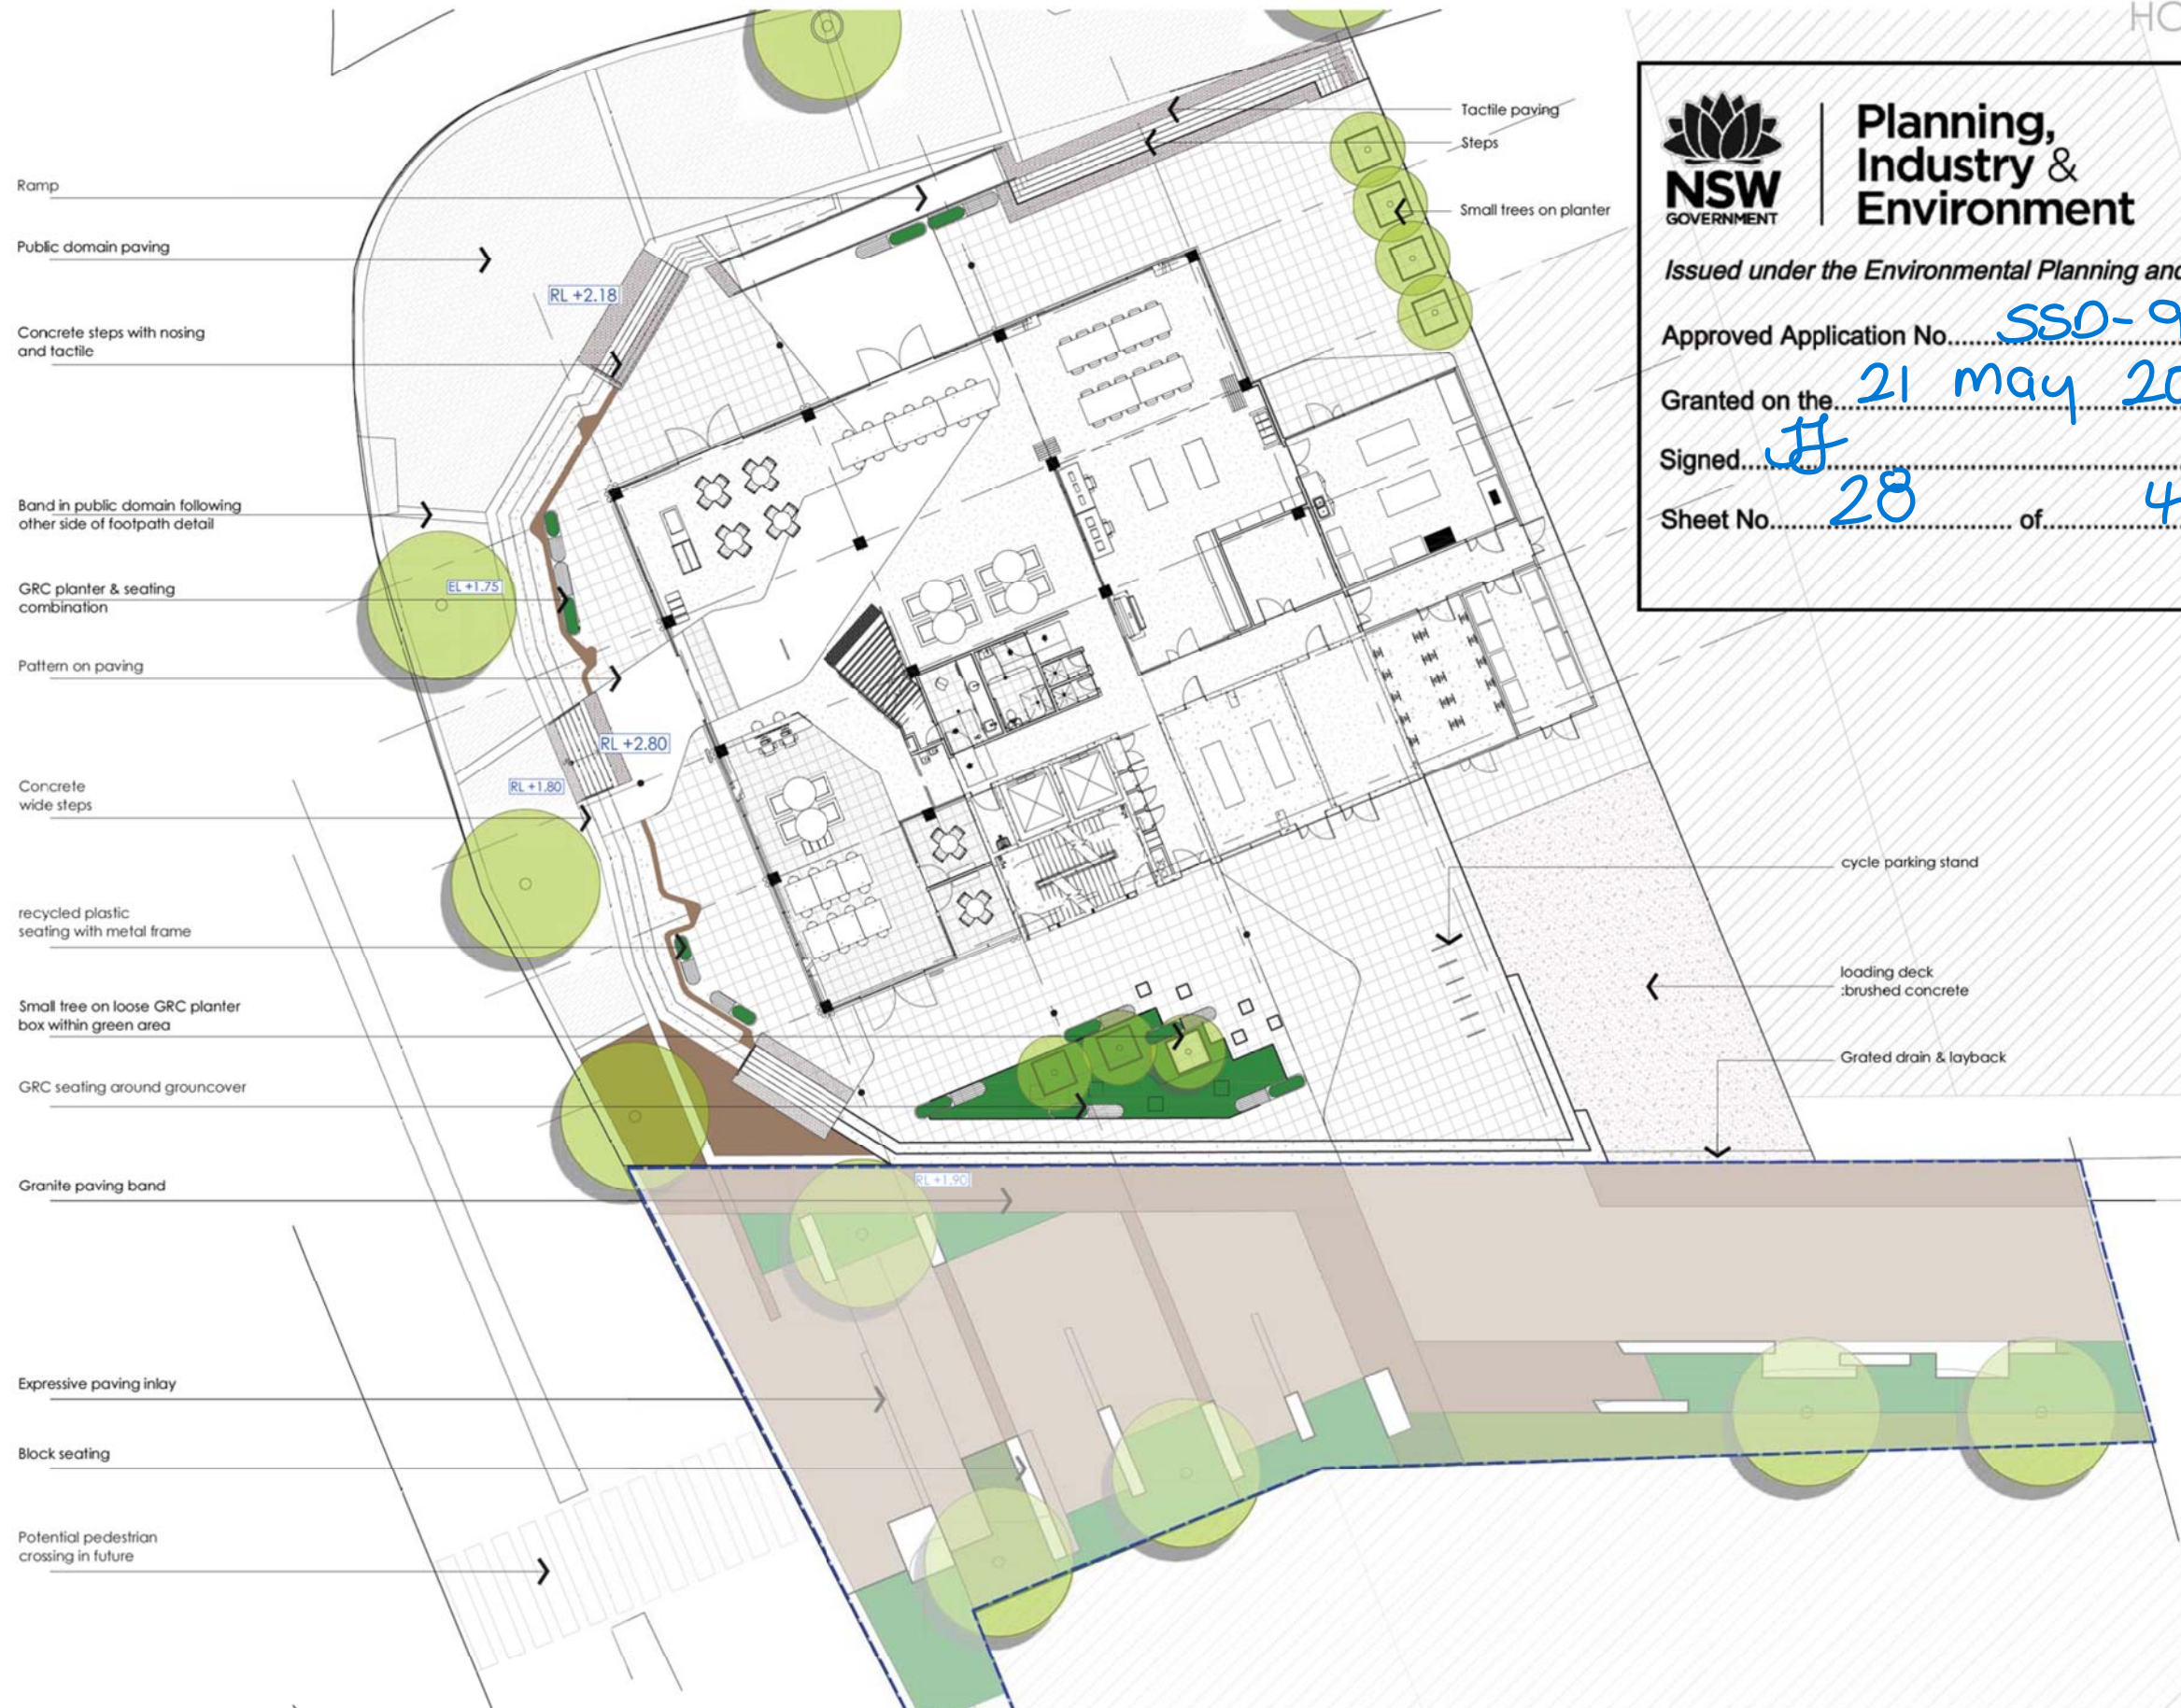 HO
Tactile paving
Steps
Small trees on planter
NSW
GOVERNMENT
Planning,
Industry &
Environment
Issued under the Environmental Planning and
Approved Application No. SSD-9
Granted on the 21 may 20
Signed
Sheet No. 28 of 4
Ramp
Public domain paving
RL +2.18
Concrete steps with nosing
and tactile
Band in public domain following
other side of footpath detail
GRC planter & seating
combination
EL +1.75
Pattern on paving
RL +2.80
Concrete
wide steps
RL +1.80
recycled plastic
seating with metal frame
Small tree on loose GRC planter
box within green area
GRC seating around grouncover
Granite paving band
RL +1.90
Expressive paving inlay
Block seating
Potential pedestrian
crossing in future
cycle parking stand
loading deck
:brushed concrete
Grated drain & layback